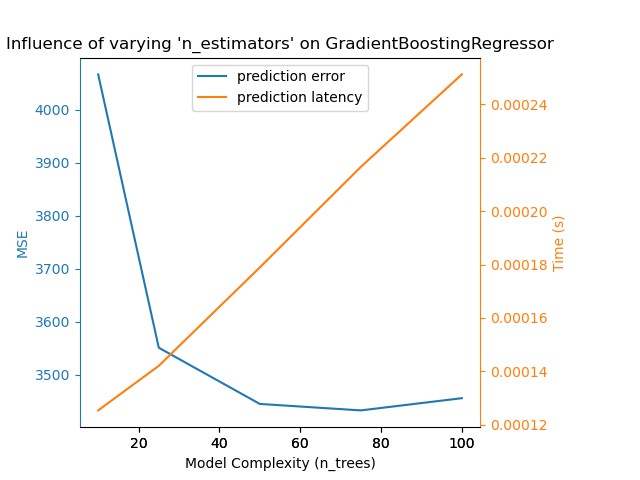 Influence of varying 'n_estimators' on GradientBoostingRegressor
prediction error
prediction latency
MSE
4000
3900
3800
3700
3600
3500
0.00024
0.00022
0.00020
0.00018
0.00016
0.00014
0.00012
Time (s)
20 40 60 80 100
Model Complexity (n_trees)